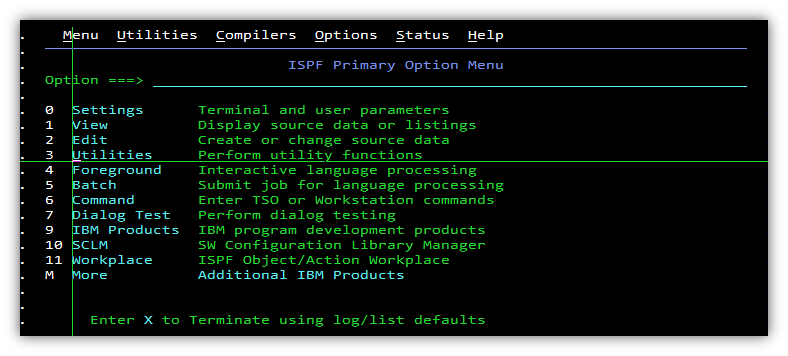 Menu Utilities Compilers Options Status Help
ISPF Primary Option Menu
Option ===>
0 Settings Terminal and user parameters
1 View Display source data or listings
2 Edit Create or change source data
3 Utilities Perform utility functions
4 Foreground Interactive language processing
5 Batch Submit job for language processing
6 Command Enter TSO or Workstation commands
7 Dialog Test Perform dialog testing
9 IBM Products IBM program development products
10 SCLM SW Configuration Library Manager
11 Workplace ISPF Object/Action Workplace
M More Additional IBM Products
Enter X to Terminate using log/list defaults